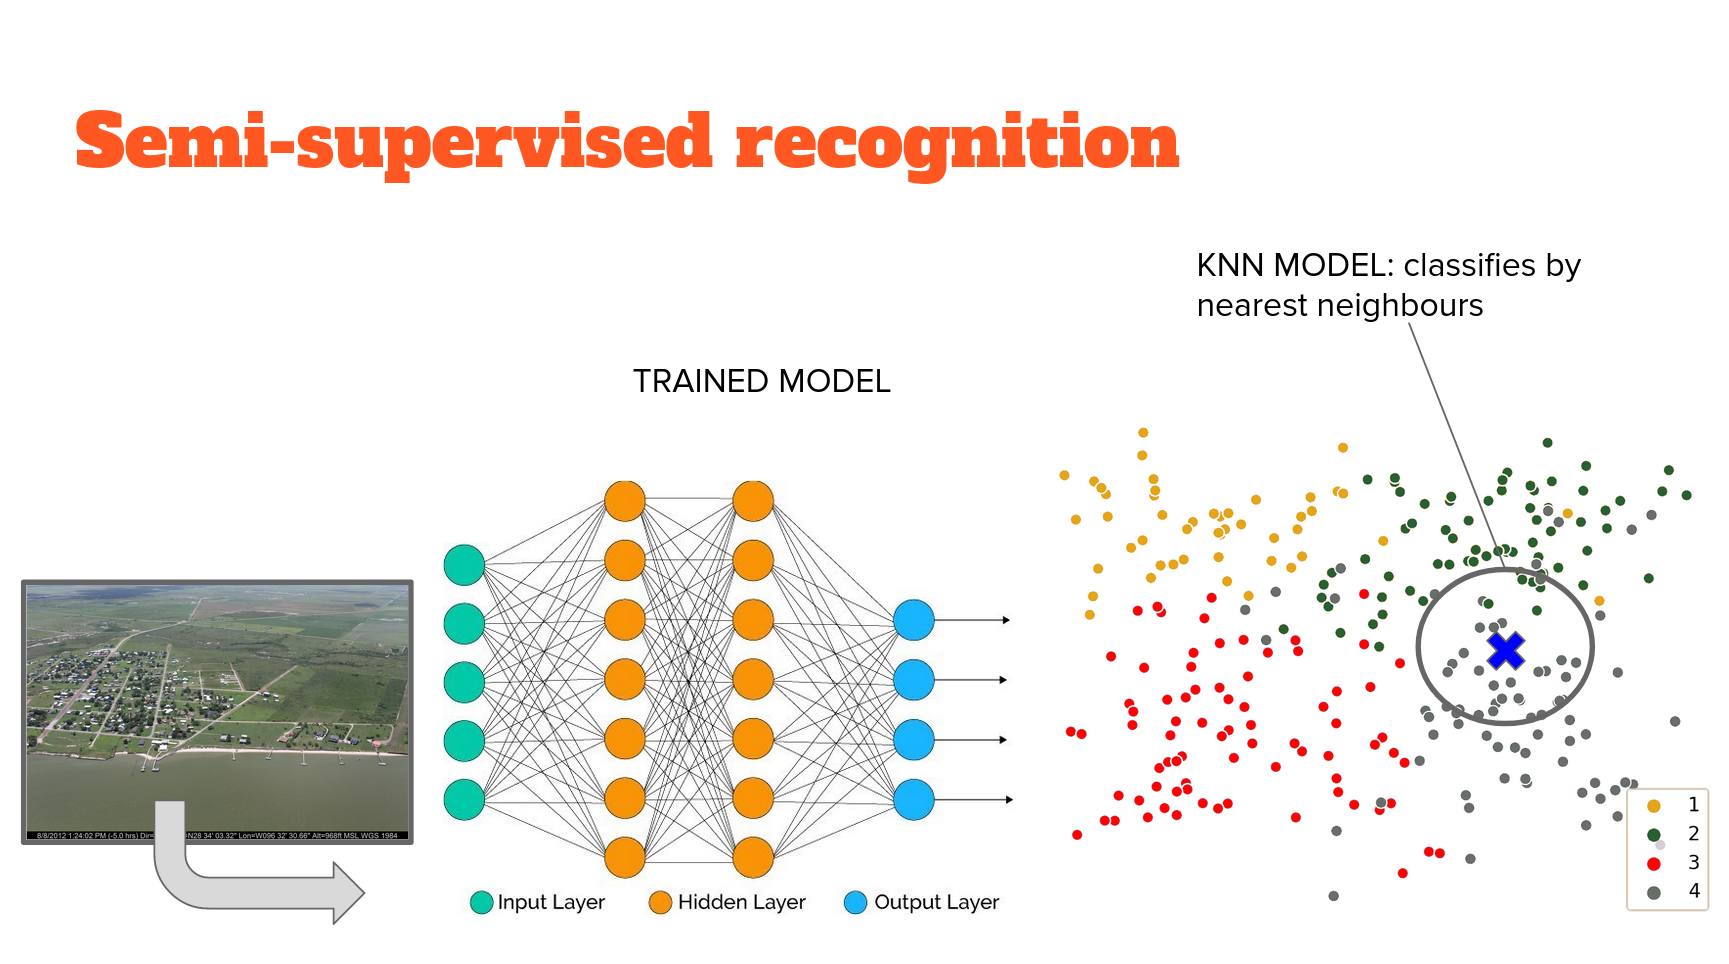 Semi-supervised recognition
KNN MODEL: classifies by
nearest neighbours
TRAINED MODEL
8/8/2012 1:24:02 PM (-5.0 hrs) Dir= N28 34' 03.32" Lon=W096 32' 30.66" Alt=968ft MSL WGS 1984
Input Layer
Hidden Layer
Output Layer
1
2
3
4